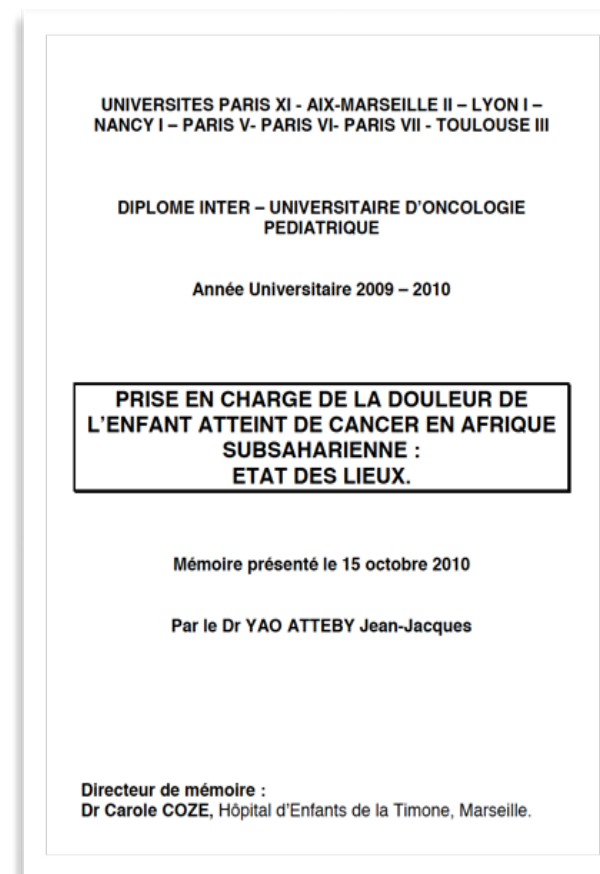 UNIVERSITES PARIS XI - AIX-MARSEILLE II – LYON I –
NANCY I – PARIS V- PARIS VI- PARIS VII - TOULOUSE III
DIPLOME INTER – UNIVERSITAIRE D'ONCOLOGIE
PEDIATRIQUE
Année Universitaire 2009 – 2010
PRISE EN CHARGE DE LA DOULEUR DE
L'ENFANT ATTEINT DE CANCER EN AFRIQUE
SUBSAHARIENNE :
ETAT DES LIEUX.
Mémoire présenté le 15 octobre 2010
Par le Dr YAO ATTEBY Jean-Jacques
Directeur de mémoire :
Dr Carole COZE, Hôpital d'Enfants de la Timone, Marseille.